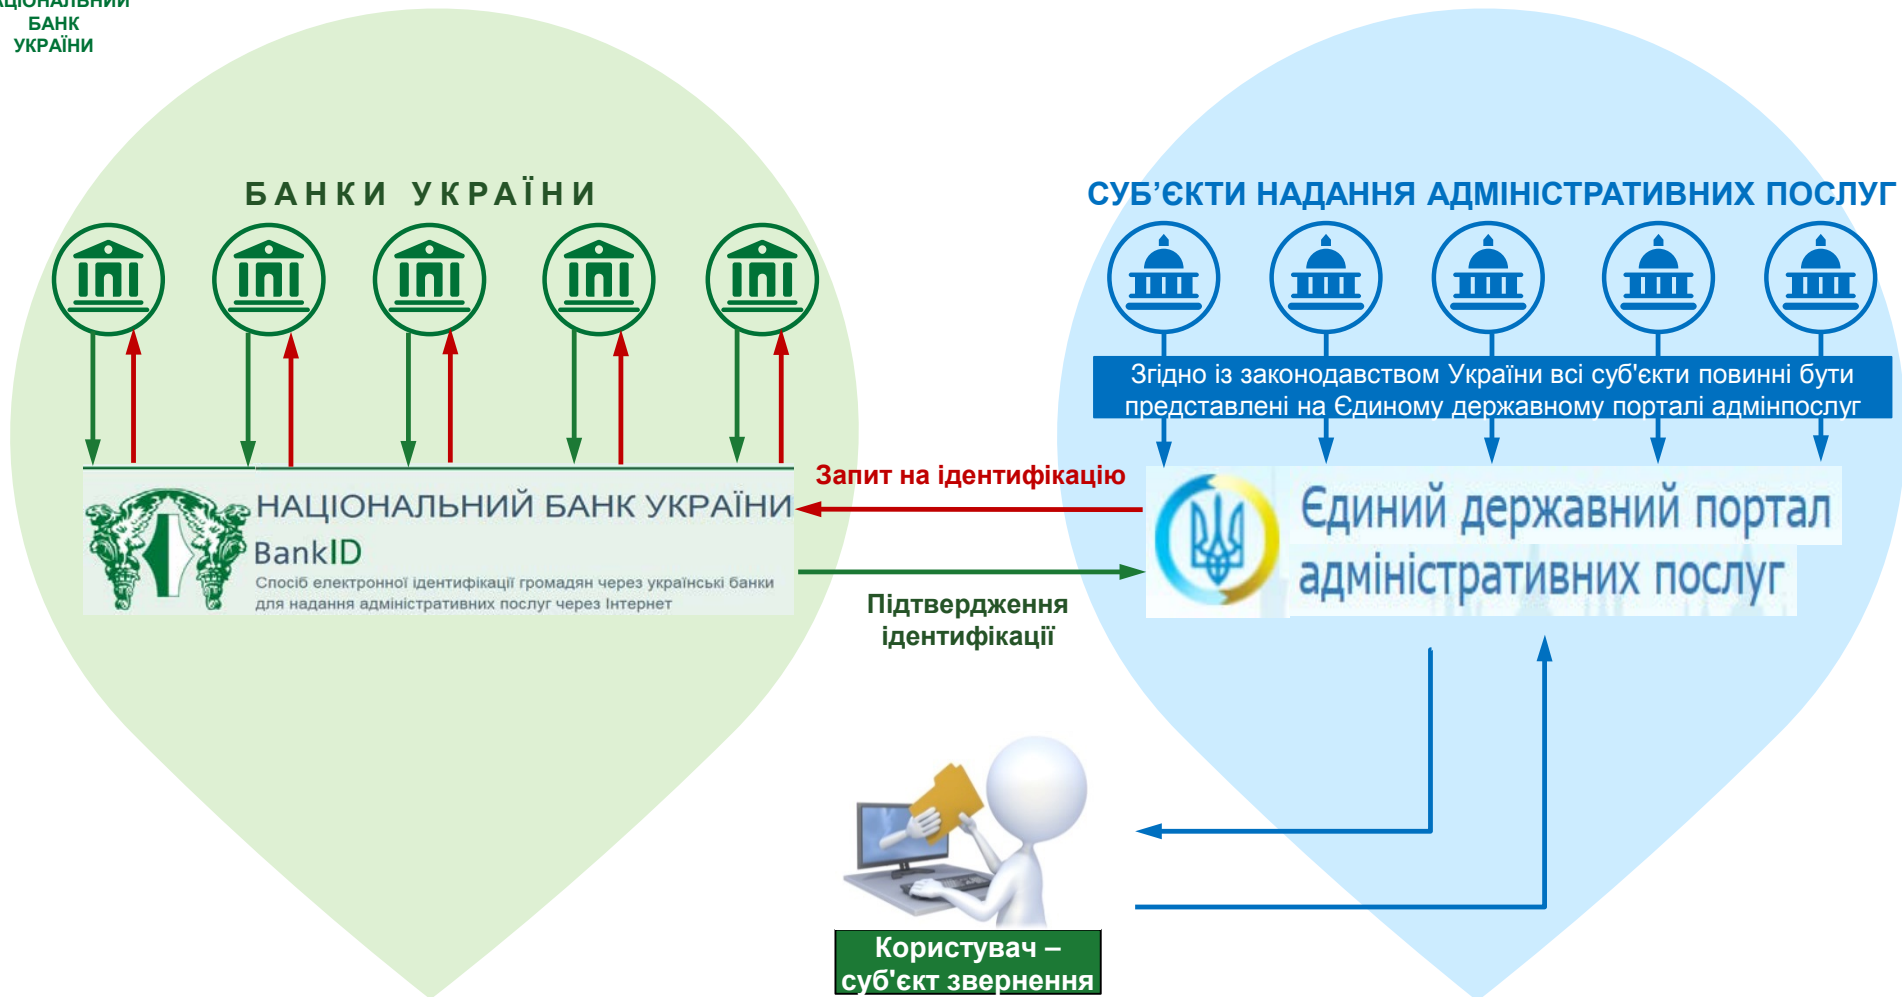 НАЦІОНАЛЬНИЙ
БАНК
УКРАЇНИ
БАНКИ УКРАЇНИ
СУБ’ЄКТИ НАДАННЯ АДМІНІСТРАТИВНИХ ПОСЛУГ
Згідно із законодавством України всі суб'єкти повинні бути
представлені на Єдиному державному порталі адмінпослуг
Запит на ідентифікацію
НАЦІОНАЛЬНИЙ БАНК УКРАЇНИ
BankID
Спосіб електронної ідентифікації громадян через українські банки
для надання адміністративних послуг через Інтернет
Єдиний державний портал
адміністративних послуг
Підтвердження
ідентифікації
Користувач –
суб'єкт звернення